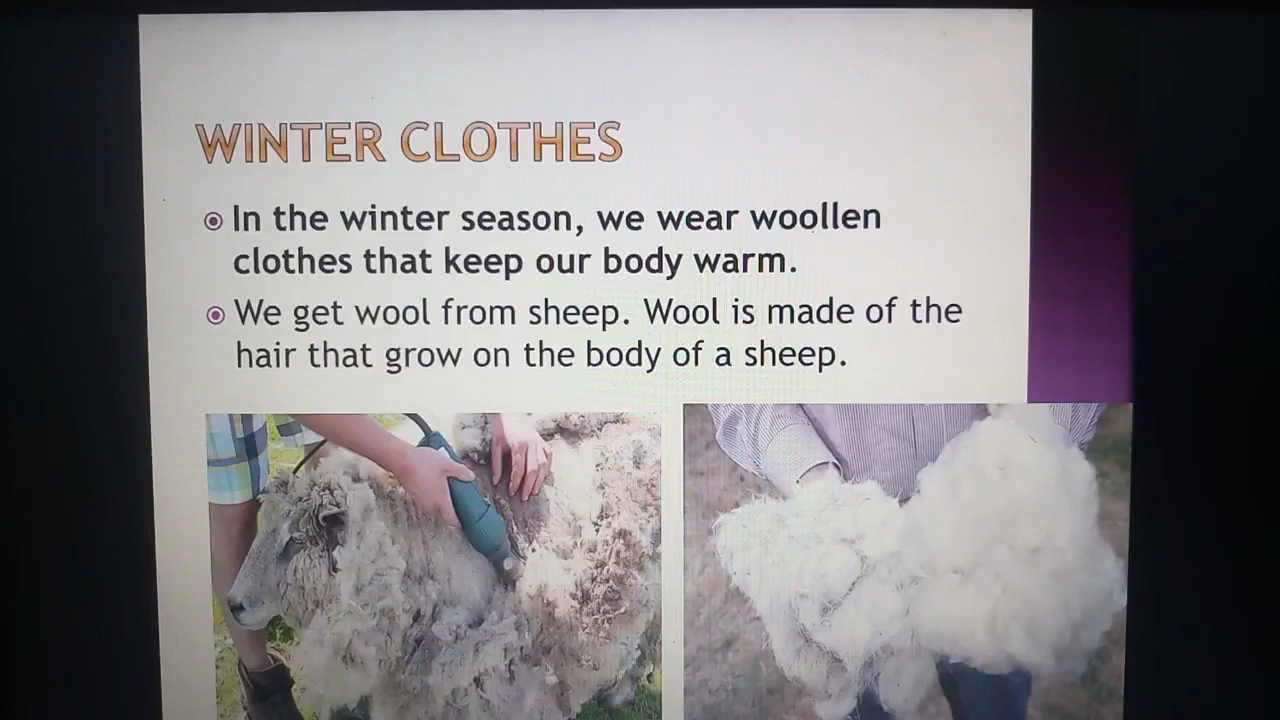 WINTER CLOTHES
In the winter season, we wear woollen
clothes that keep our body warm.
We get wool from sheep. Wool is made of the
hair that grow on the body of a sheep.